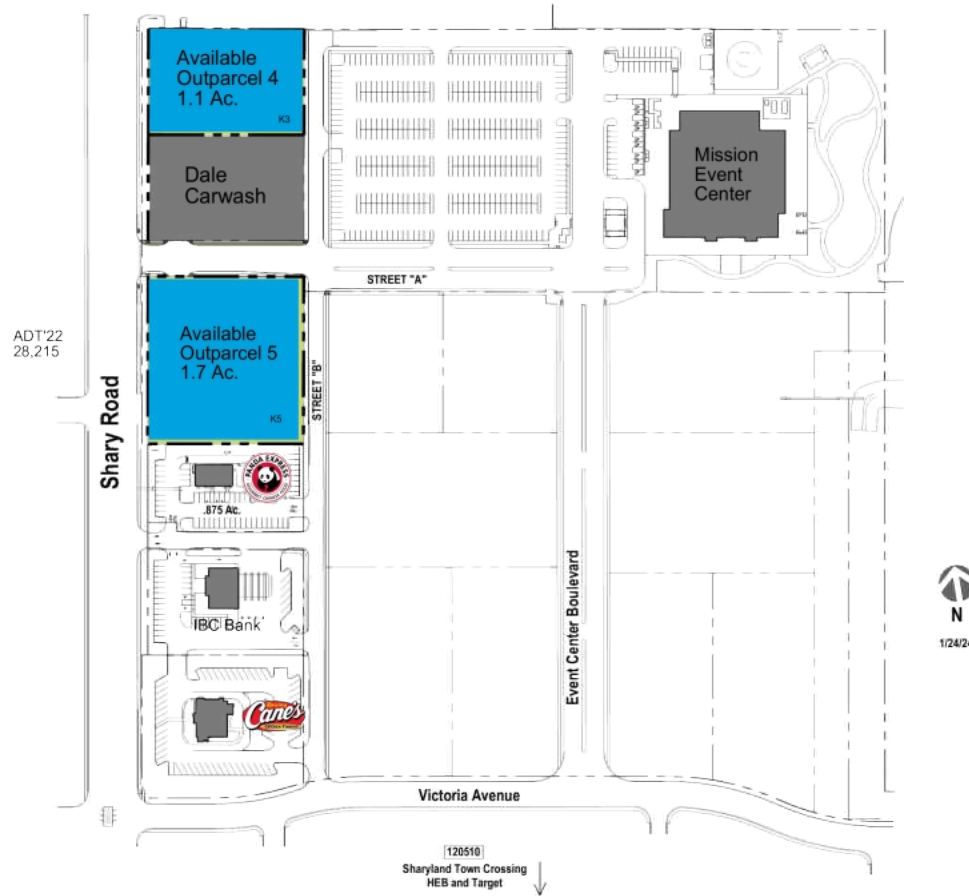 Available
Outparcel 4
1.1 Ac.
K3
Dale
Carwash
Mission
Event
Center
STREET "A"
ADT'22
28,215
Available
Outparcel 5
1.7 Ac.
K5
STREET "B"
Shary Road
PANDA EXPRESS
.875 Ac.
IBC Bank
Event Center Boulevard
N
1/24/24
Cane's
Victoria Avenue
120510
Sharyland Town Crossing
HEB and Target